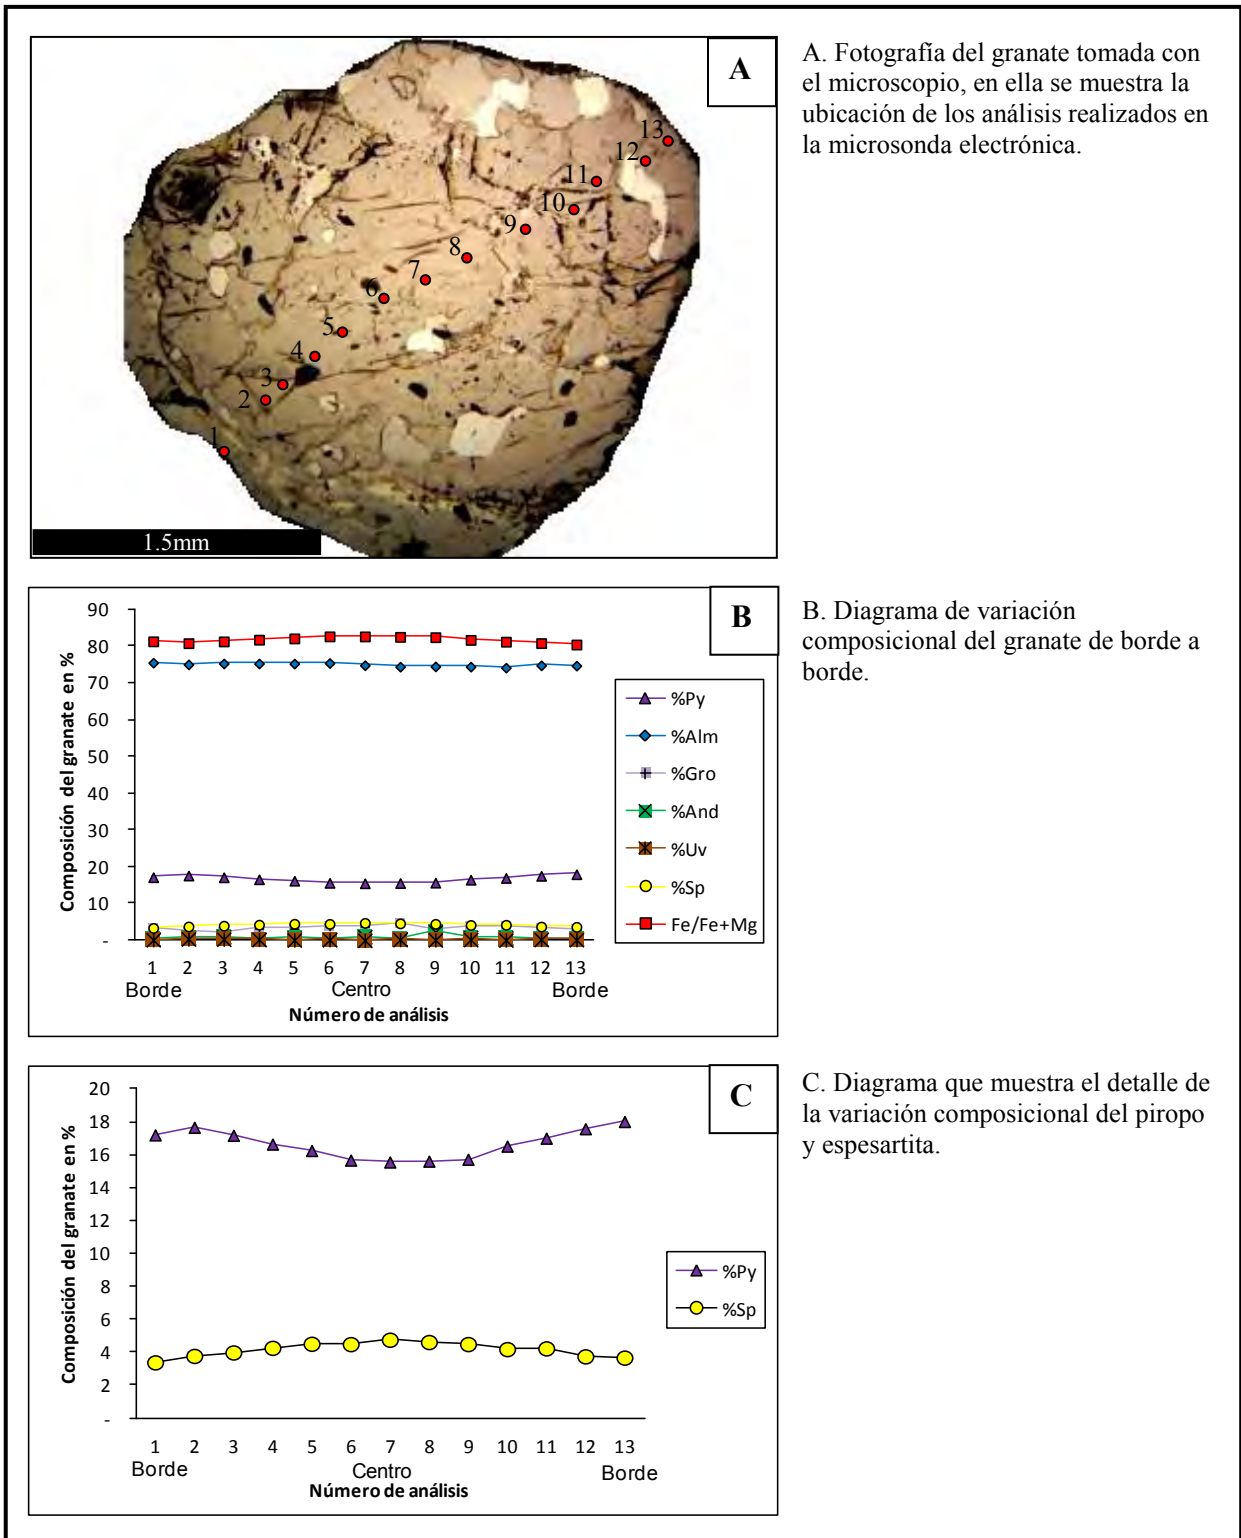 A
A. Fotografía del granate tomada con
el microscopio, en ella se muestra la
ubicación de los análisis realizados en
la microsonda electrónica.
13
12
11
10
9
8
7
6
5
4
3
2
1
1.5mm
B
B. Diagrama de variación
composicional del granate de borde a
borde.
Composición del granate en %
90
80
70
60
50
40
30
20
10
-
%Py
%Alm
%Gro
%And
%Uv
%Sp
Fe/Fe+Mg
1 2 3 4 5 6 7 8 9 10 11 12 13
Borde Centro Borde
Número de análisis
C
C. Diagrama que muestra el detalle de
la variación composicional del piropo
y espesartita.
Composición del granate en %
20
18
16
14
12
10
8
6
4
2
-
%Py
%Sp
1 2 3 4 5 6 7 8 9 10 11 12 13
Borde Centro Borde
Número de análisis